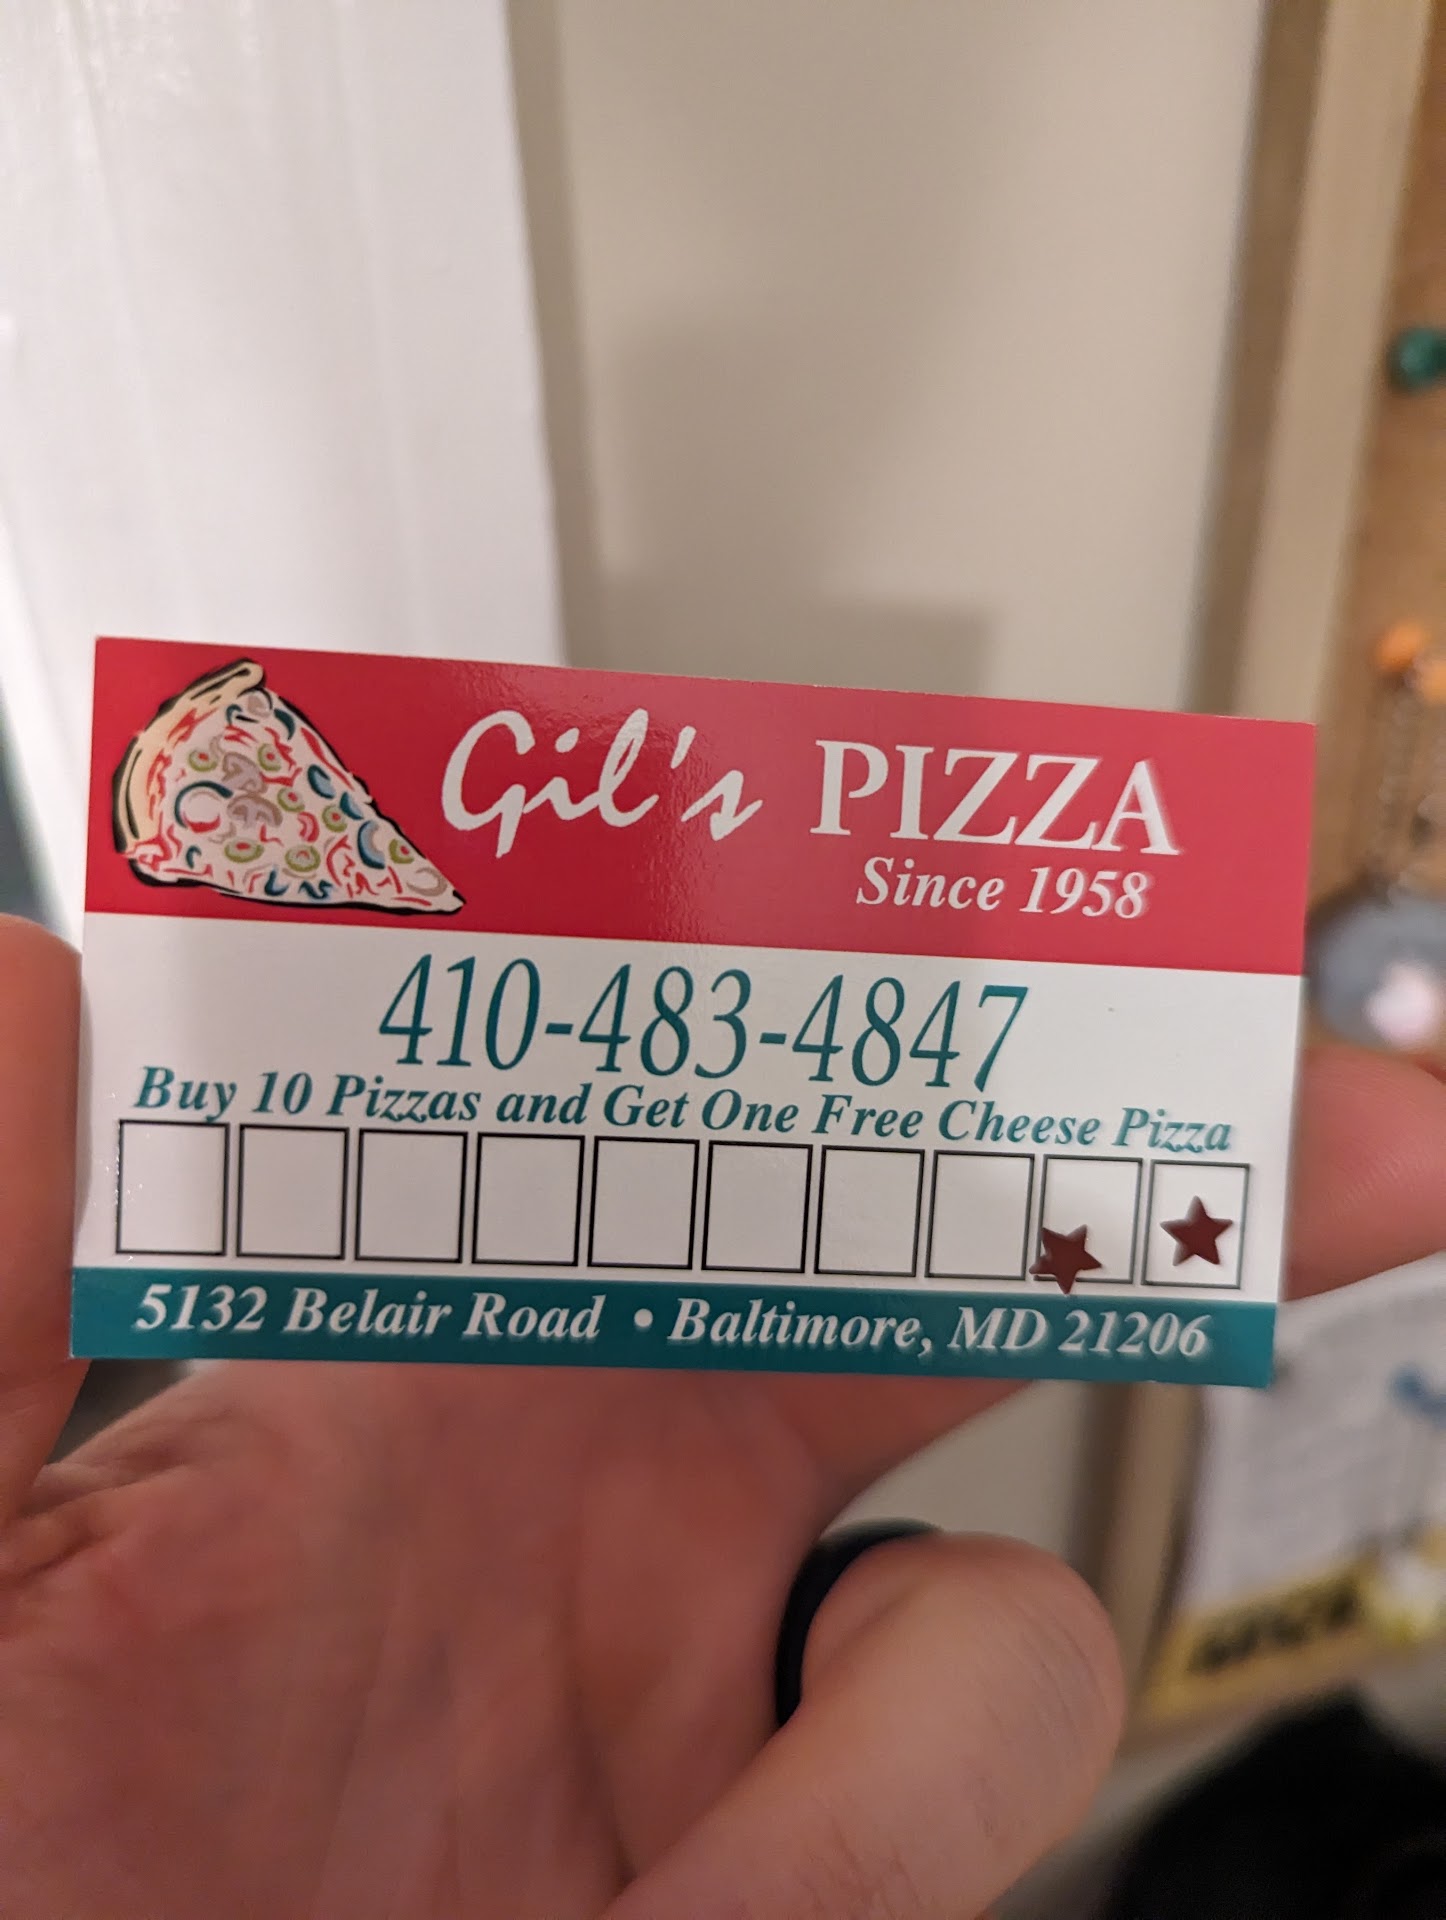 Gil's PIZZA
Since 1958
410-483-4847
Buy 10 Pizzas and Get One Free Cheese Pizza
5132 Belair Road • Baltimore, MD 21206